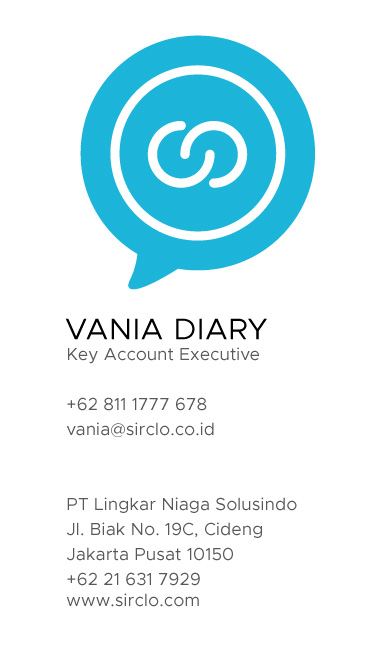 VANIA DIARY
Key Account Executive
+62 811 1777 678
vania@sirclo.co.id
PT Lingkar Niaga Solusindo
Jl. Biak No. 19C, Cideng
Jakarta Pusat 10150
+62 21 631 7929
www.sirclo.com